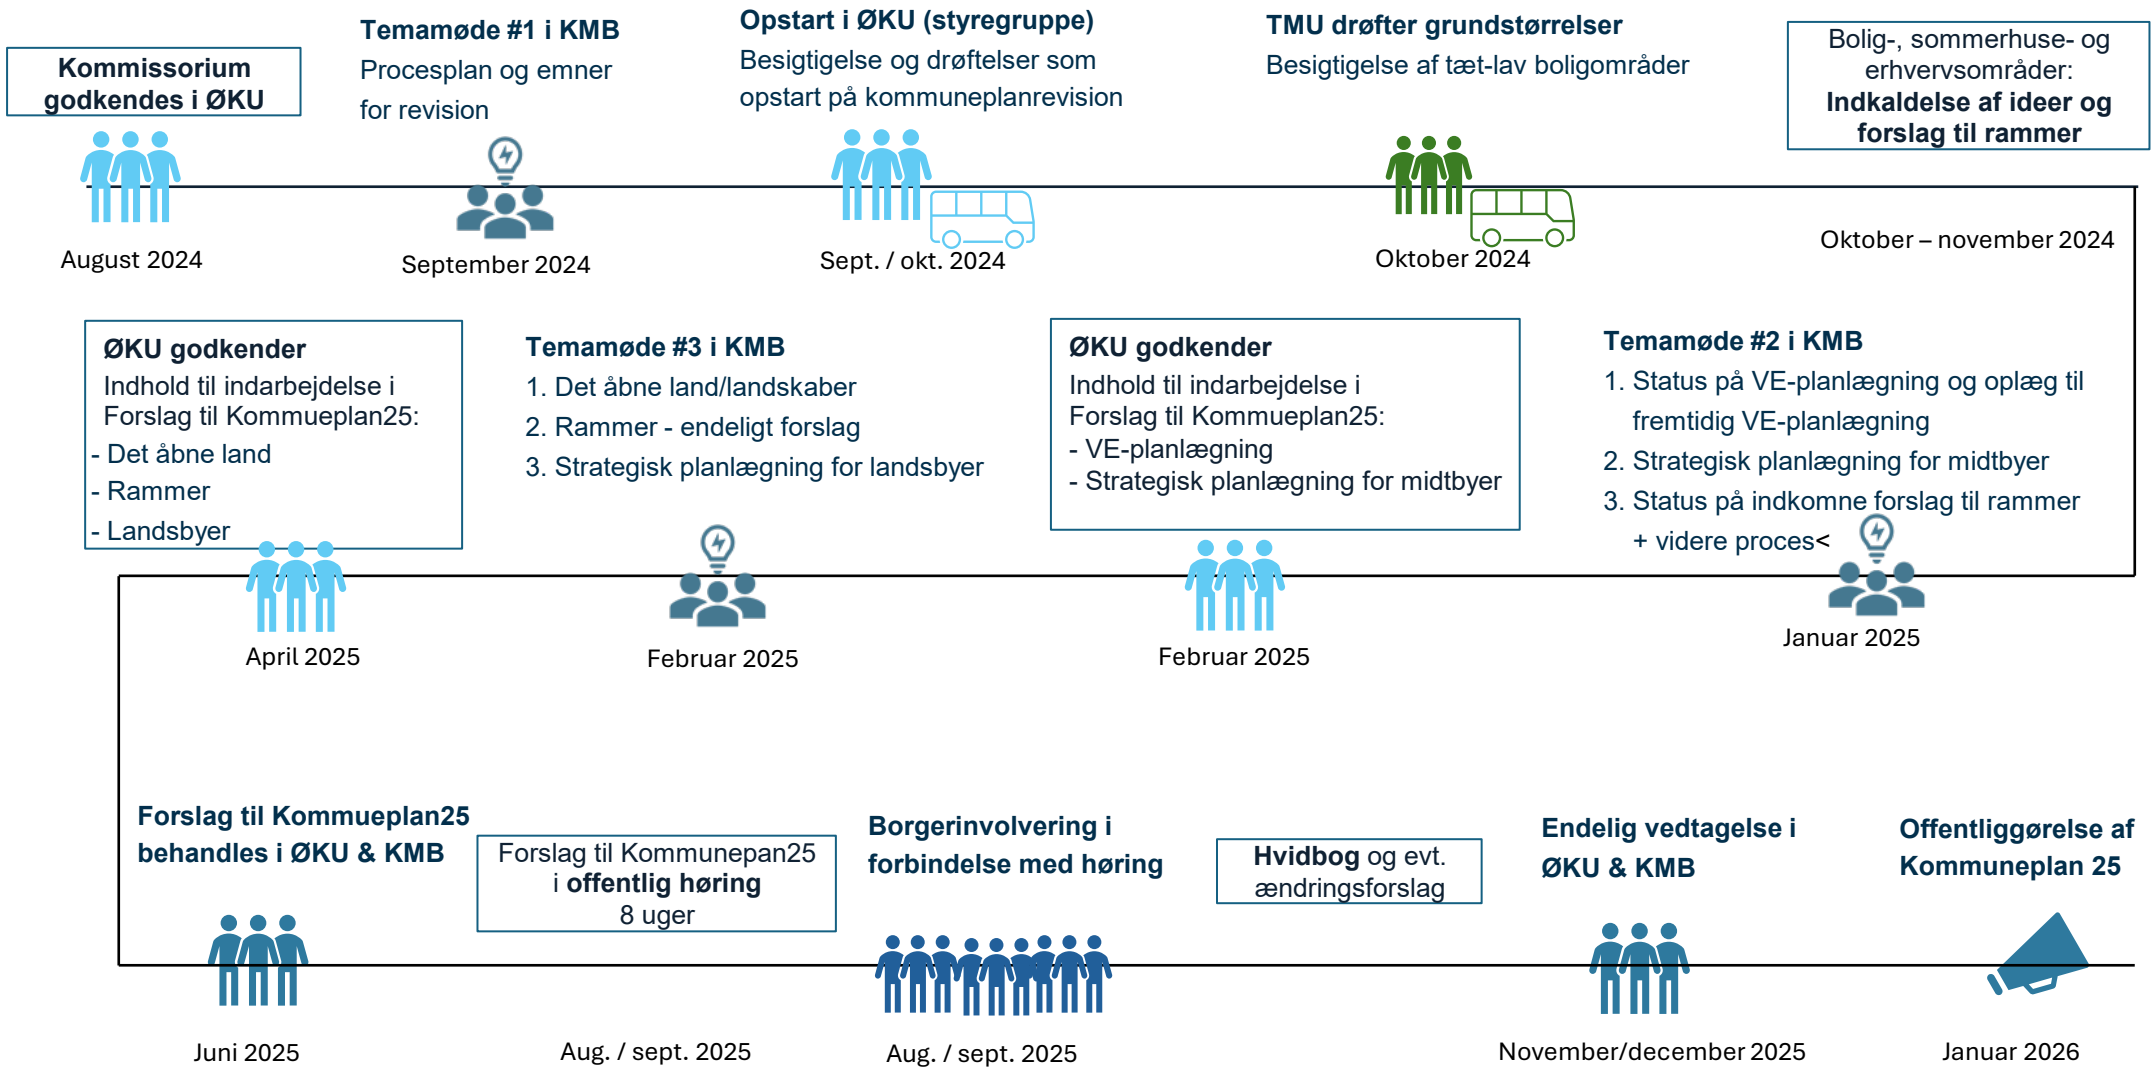 Kommissorium
godkendes i ØKU
August 2024
Temamøde #1 i KMB
Procesplan og emner
for revision
September 2024
Opstart i ØKU (styregruppe)
Besigtigelse og drøftelser som
opstart på kommuneplanrevision
Sept. / okt. 2024
TMU drøfter grundstørrelser
Besigtigelse af tæt-lav boligområder
Oktober 2024
Bolig-, sommerhuse- og
erhvervsområder:
Indkaldelse af ideer og
forslag til rammer
Oktober – november 2024
ØKU godkender
Indhold til indarbejdelse i
Forslag til Kommueplan25:
- Det åbne land
- Rammer
- Landsbyer
April 2025
Temamøde #3 i KMB
1. Det åbne land/landskaber
2. Rammer - endeligt forslag
3. Strategisk planlægning for landsbyer
Februar 2025
ØKU godkender
Indhold til indarbejdelse i
Forslag til Kommueplan25:
- VE-planlægning
- Strategisk planlægning for midtbyer
Februar 2025
Temamøde #2 i KMB
1. Status på VE-planlægning og oplæg til
fremtidig VE-planlægning
2. Strategisk planlægning for midtbyer
3. Status på indkomne forslag til rammer
+ videre proces<
Januar 2025
Forslag til Kommueplan25
behandles i ØKU & KMB
Juni 2025
Forslag til Kommunepan25
i offentlig høring
8 uger
Aug. / sept. 2025
Borgerinvolvering i
forbindelse med høring
Aug. / sept. 2025
Hvidbog og evt.
ændringsforslag
Endelig vedtagelse i
ØKU & KMB
November/december 2025
Offentliggørelse af
Kommuneplan 25
Januar 2026